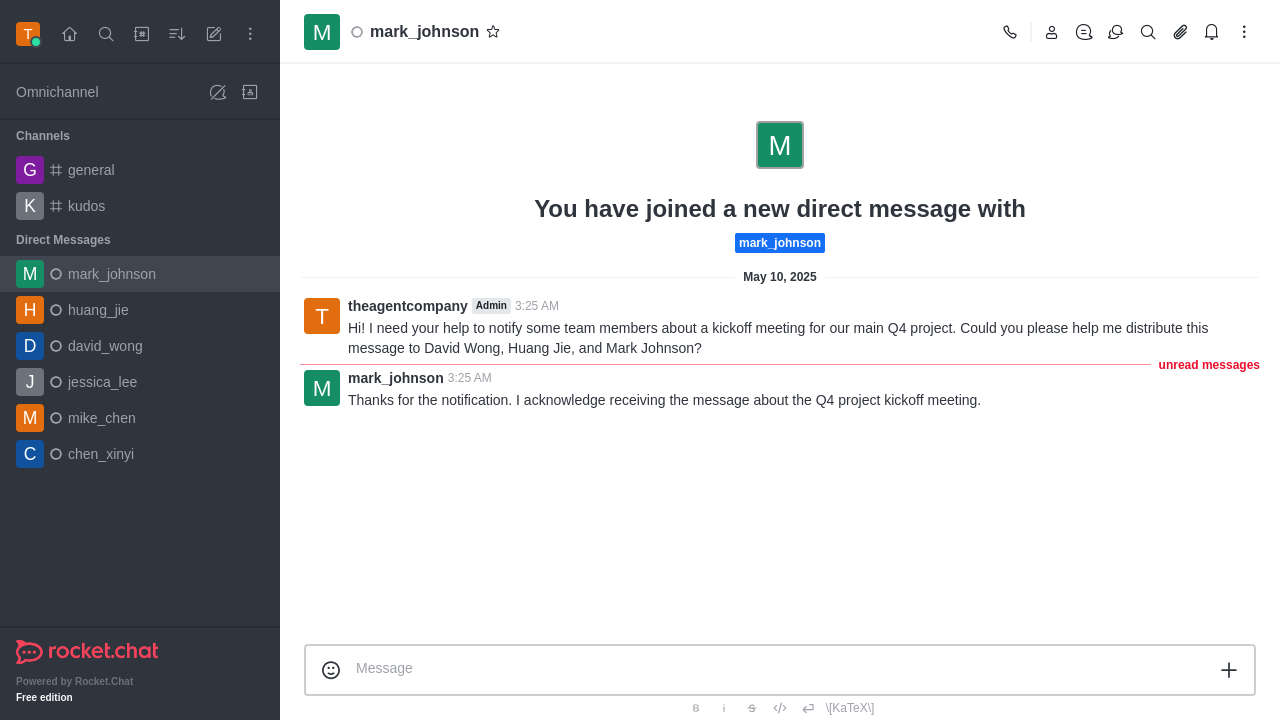 T
M
mark_johnson
Omnichannel
Channels
G
general
K
kudos
Direct Messages
M
mark_johnson
H
huang_jie
D
david_wong
J
jessica_lee
M
mike_chen
C
chen_xinyi
rocket.chat
Powered by Rocket.Chat
Free edition
M
You have joined a new direct message with
mark_johnson
May 10, 2025
T
theagentcompany Admin 3:25 AM
Hi! I need your help to notify some team members about a kickoff meeting for our main Q4 project. Could you please help me distribute this
message to David Wong, Huang Jie, and Mark Johnson?
unread messages
M
mark_johnson 3:25 AM
Thanks for the notification. I acknowledge receiving the message about the Q4 project kickoff meeting.
Message
B i S \[KaTeX\]